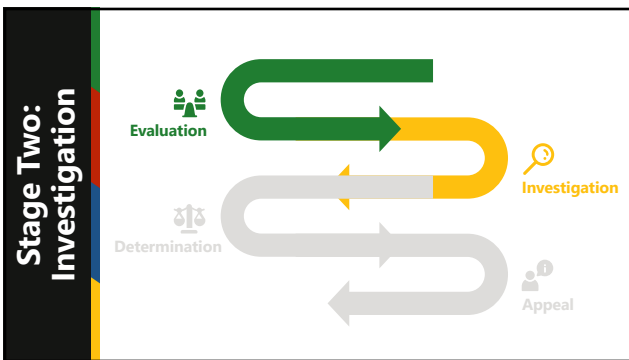 Stage Two:
Investigation
Evaluation
Investigation
Determination
Appeal